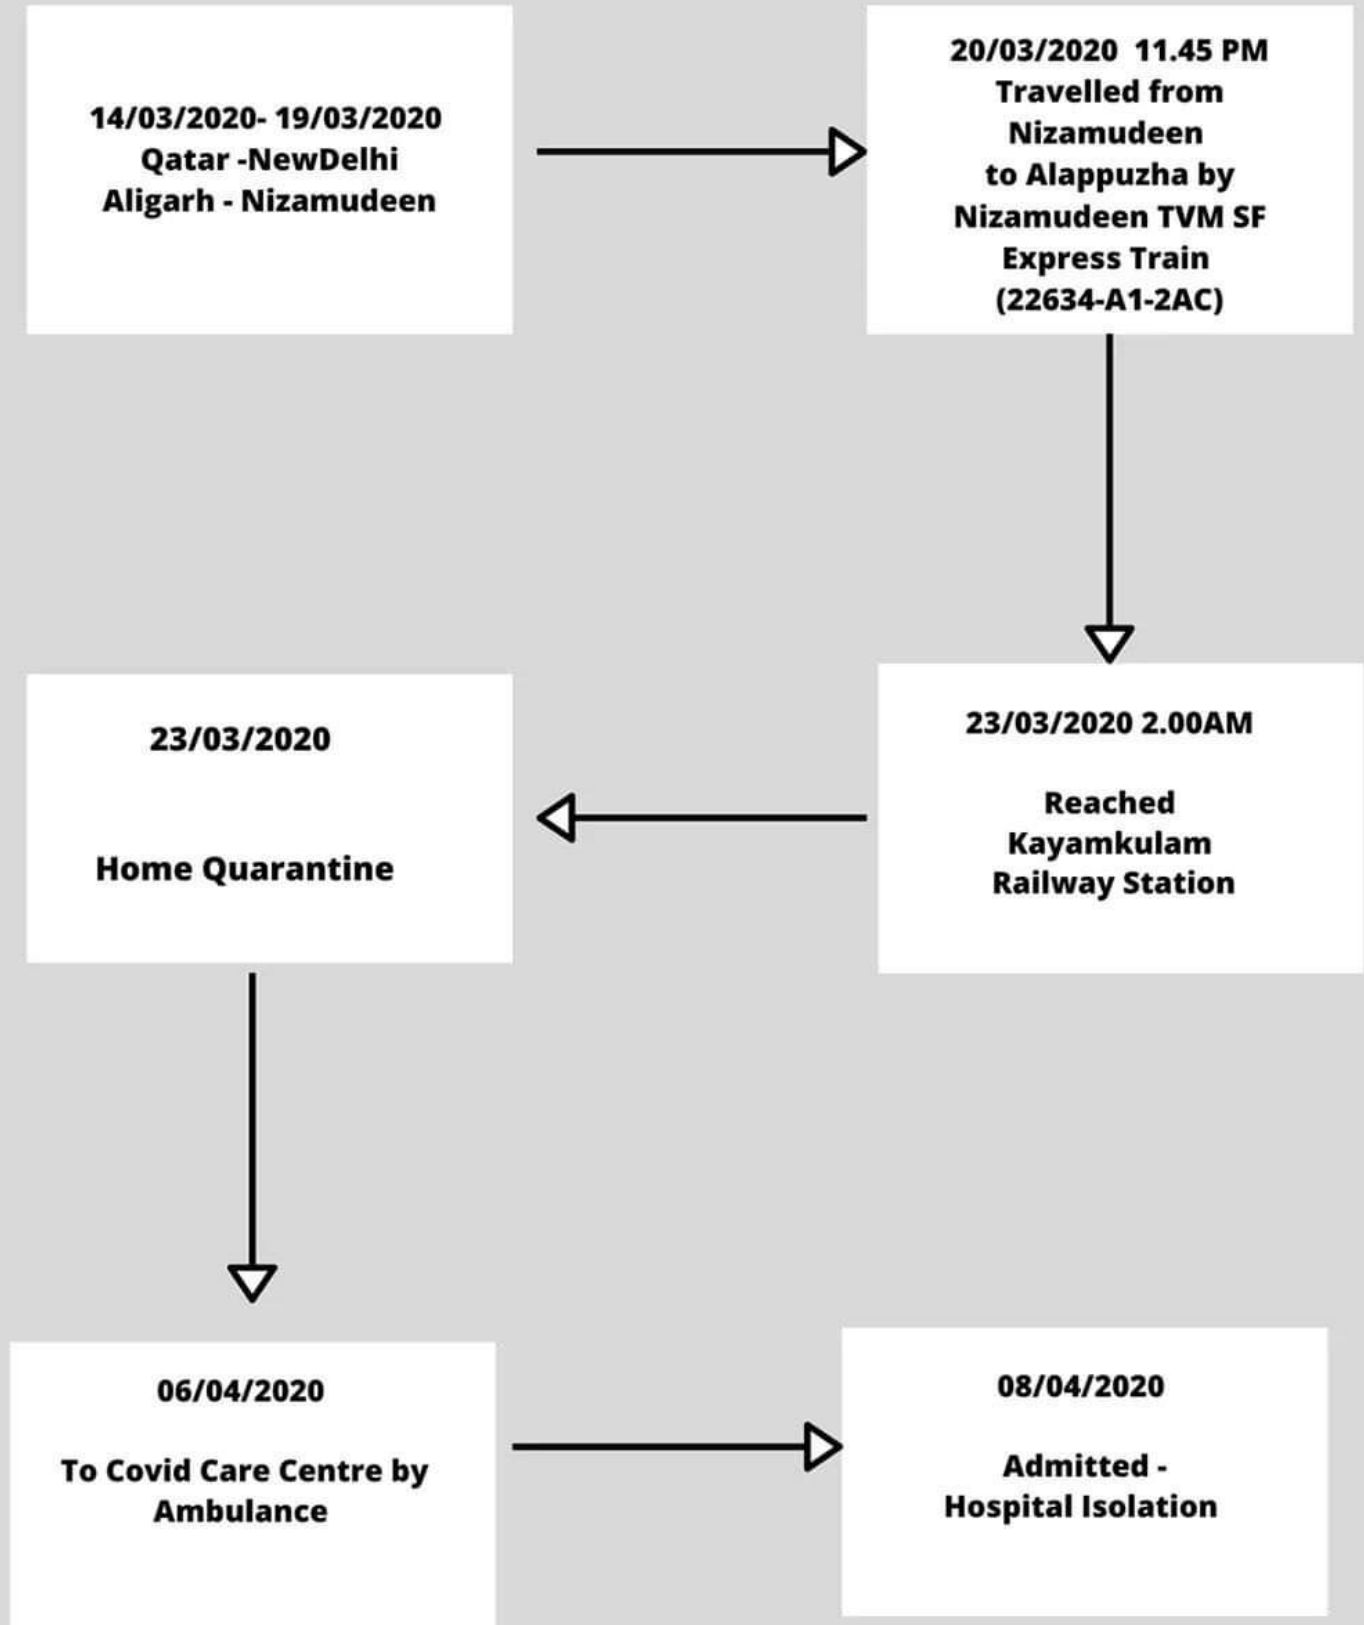 14/03/2020- 19/03/2020
Qatar -NewDelhi
Aligarh - Nizamudeen
20/03/2020 11.45 PM
Travelled from
Nizamudeen
to Alappuzha by
Nizamudeen TVM SF
Express Train
(22634-A1-2AC)
23/03/2020 2.00AM
Reached
Kayamkulam
Railway Station
23/03/2020
Home Quarantine
06/04/2020
To Covid Care Centre by
Ambulance
08/04/2020
Admitted -
Hospital Isolation